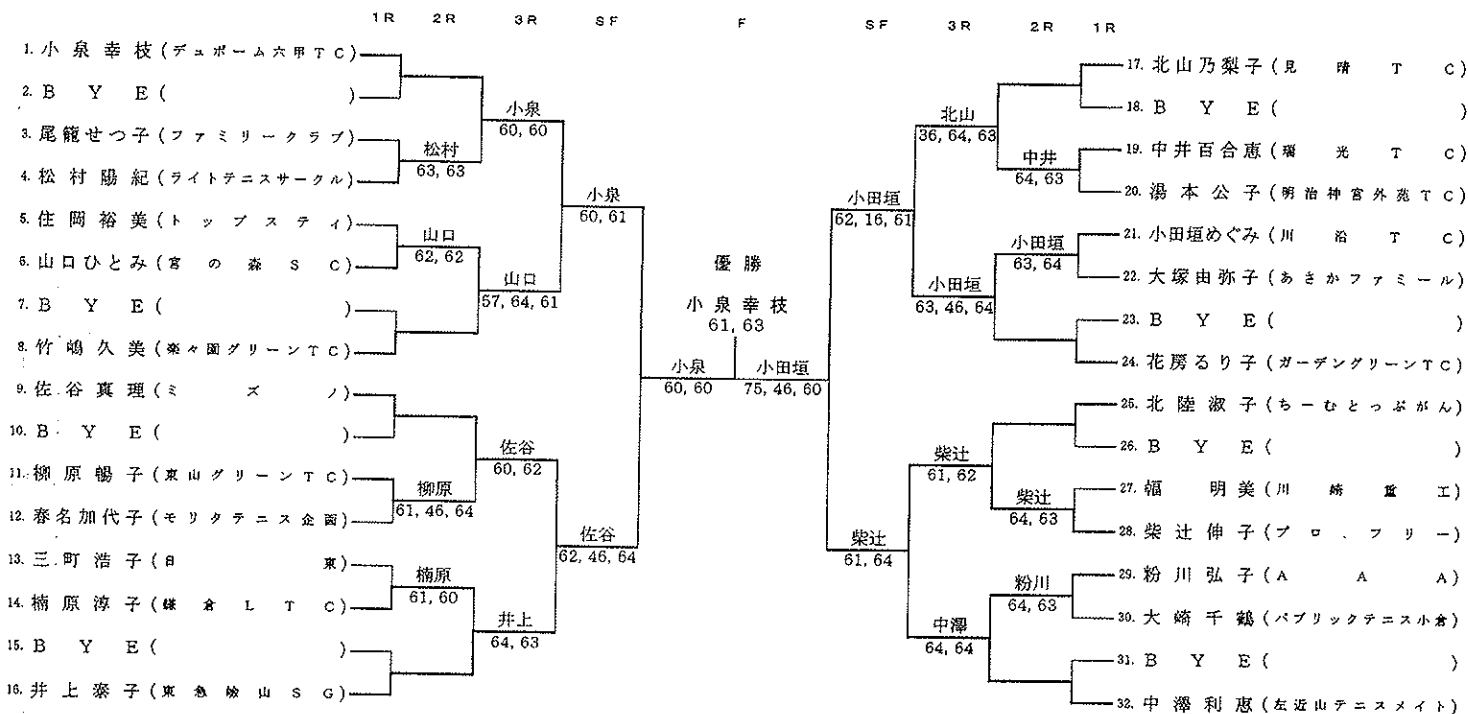 1R 2R 3R SF F SF 3R 2R 1R
1. 小泉幸枝(デュボーム六甲TC)
2. BYE( )
3. 尾籠せつ子(ファミリークラブ)
4. 松村陽紀(ライトテニスサークル)
5. 住岡裕美(トップスティ)
6. 山口ひとみ(宮の森SC)
7. BYE( )
8. 竹嶋久美(楽々園グリーンTC)
9. 佐谷真理(ミズノ)
10. BYE( )
11. 柳原暢子(東山グリーンTC)
12. 春名加代子(モリタテニス企画)
13. 三町浩子(日東)
14. 楠原淳子(鎌倉LTC)
15. BYE( )
16. 井上泰子(東急 山SG)
松村
63, 63
山口
62, 62
柳原
61, 46, 64
楠原
61, 60
小泉
60, 60
山口
57, 64, 61
佐谷
60, 62
井上
64, 63
小泉
60, 61
佐谷
62, 46, 64
小泉
60, 60
優勝
小泉幸枝
61, 63
小田垣
75, 46, 60
小田垣
62, 16, 61
柴辻
61, 64
北山
36, 64, 63
小田垣
63, 46, 64
柴辻
61, 62
中澤
64, 64
中井
64, 63
小田垣
63, 64
柴辻
64, 63
粉川
64, 63
17. 北山乃梨子(見晴TC)
18. BYE( )
19. 中井百合恵(瑞光TC)
20. 湯本公子(明治神宮外苑TC)
21. 小田垣めぐみ(川沿TC)
22. 大塚由弥子(あさかファミール)
23. BYE( )
24. 花房るり子(ガーデングリーンTC)
25. 北陸淑子(ちーむとっぷがん)
26. BYE( )
27. 福明美(川崎重工)
28. 柴辻伸子(プロ、フリー)
29. 粉川弘子(AAA)
30. 大崎千鶴(パブリックテニス小倉)
31. BYE( )
32. 中澤利恵(左近山テニスメイト)